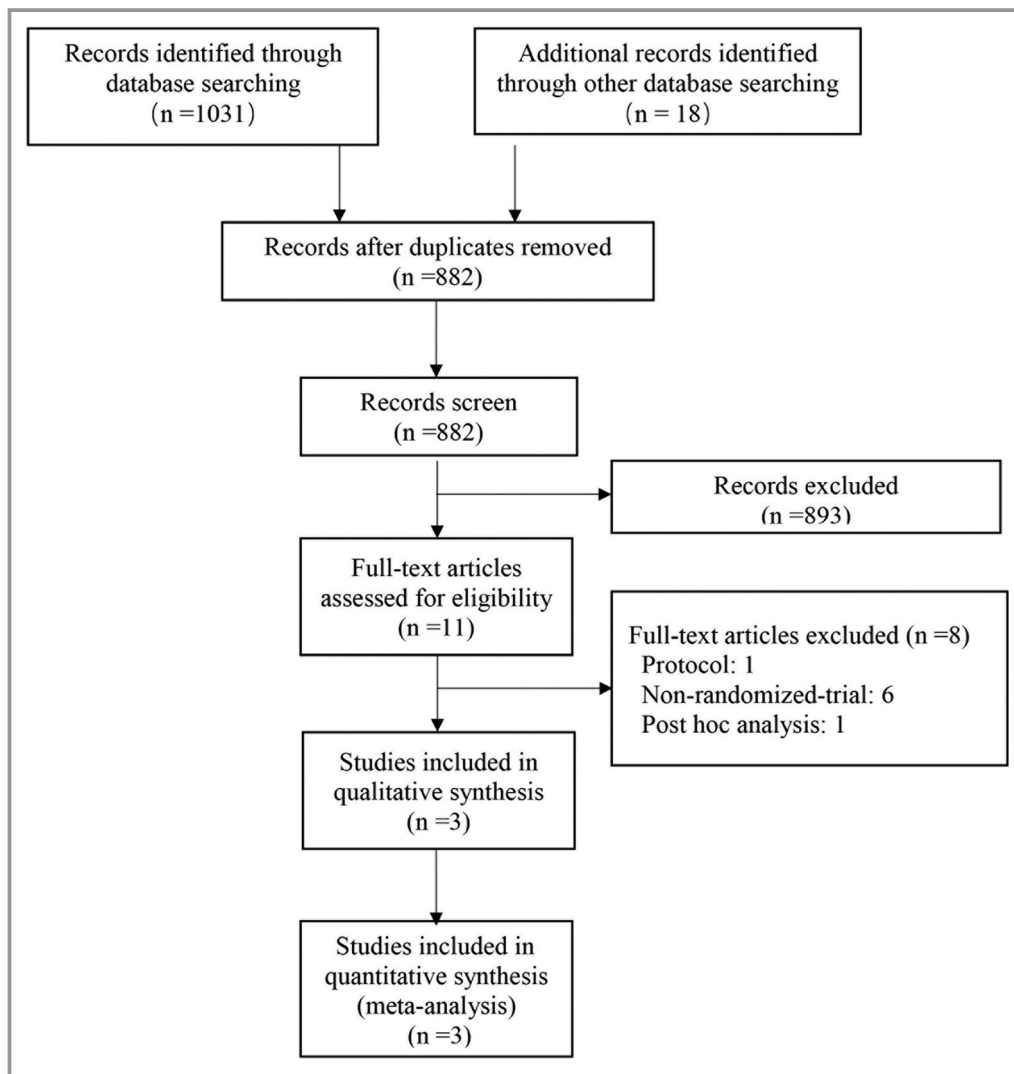 Records identified through
database searching
(n =1031)
Additional records identified
through other database searching
(n = 18)
Records after duplicates removed
(n =882)
Records screen
(n =882)
Records excluded
(n =893)
Full-text articles
assessed for eligibility
(n =11)
Full-text articles excluded (n =8)
Protocol: 1
Non-randomized-trial: 6
Post hoc analysis: 1
Studies included in
qualitative synthesis
(n =3)
Studies included in
quantitative synthesis
(meta-analysis)
(n =3)